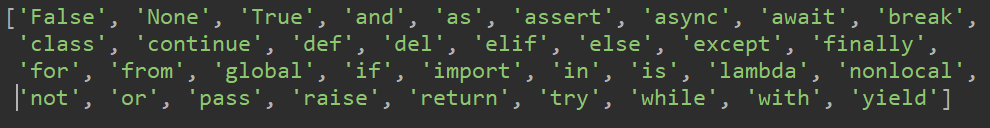 ['False', 'None', 'True', 'and', 'as', 'assert', 'async', 'await', 'break',
'class', 'continue', 'def', 'del', 'elif', 'else', 'except', 'finally',
'for', 'from', 'global', 'if', 'import', 'in', 'is', 'lambda', 'nonlocal',
'not', 'or', 'pass', 'raise', 'return', 'try', 'while', 'with', 'yield']